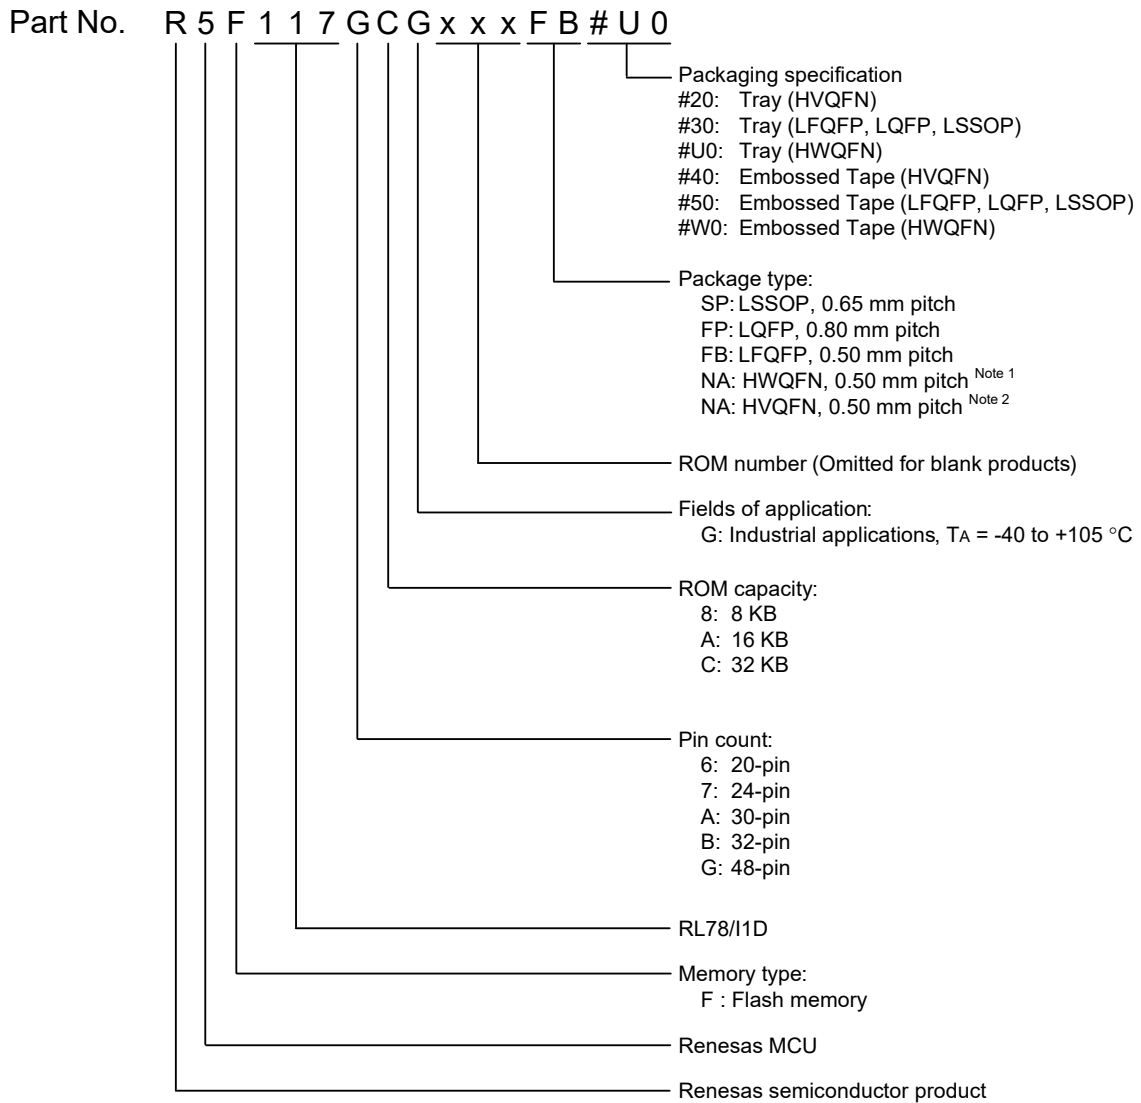 Part No. R 5 F 1 1 7 G C G x x x F B # U 0
Packaging specification
#20: Tray (HVQFN)
#30: Tray (LFQFP, LQFP, LSSOP)
#U0: Tray (HWQFN)
#40: Embossed Tape (HVQFN)
#50: Embossed Tape (LFQFP, LQFP, LSSOP)
#W0: Embossed Tape (HWQFN)
Package type:
SP: LSSOP, 0.65 mm pitch
FP: LQFP, 0.80 mm pitch
FB: LFQFP, 0.50 mm pitch
NA: HWQFN, 0.50 mm pitch Note 1
NA: HVQFN, 0.50 mm pitch Note 2
ROM number (Omitted for blank products)
Fields of application:
G: Industrial applications, TA = -40 to +105 °C
ROM capacity:
8: 8 KB
A: 16 KB
C: 32 KB
Pin count:
6: 20-pin
7: 24-pin
A: 30-pin
B: 32-pin
G: 48-pin
RL78/I1D
Memory type:
F : Flash memory
Renesas MCU
Renesas semiconductor product